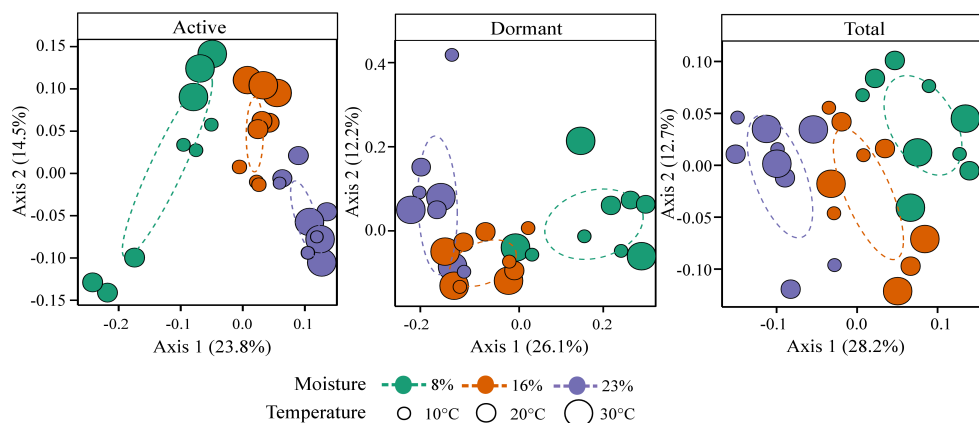 Active Dormant Total
0.15 0.10 0.05 0.00 -0.05 -0.10 -0.15
Axis 2 (14.5%)
-0.2 -0.1 0.0 0.1
Axis 1 (23.8%)
0.4 0.2 0.0
Axis 2 (12.2%)
-0.2 0.0 0.2
Axis 1 (26.1%)
0.10 0.05 0.00 -0.05 -0.10
Axis 2 (12.7%)
-0.1 0.0 0.1
Axis 1 (28.2%)
Moisture 8% 16% 23%
Temperature 10°C 20°C 30°C